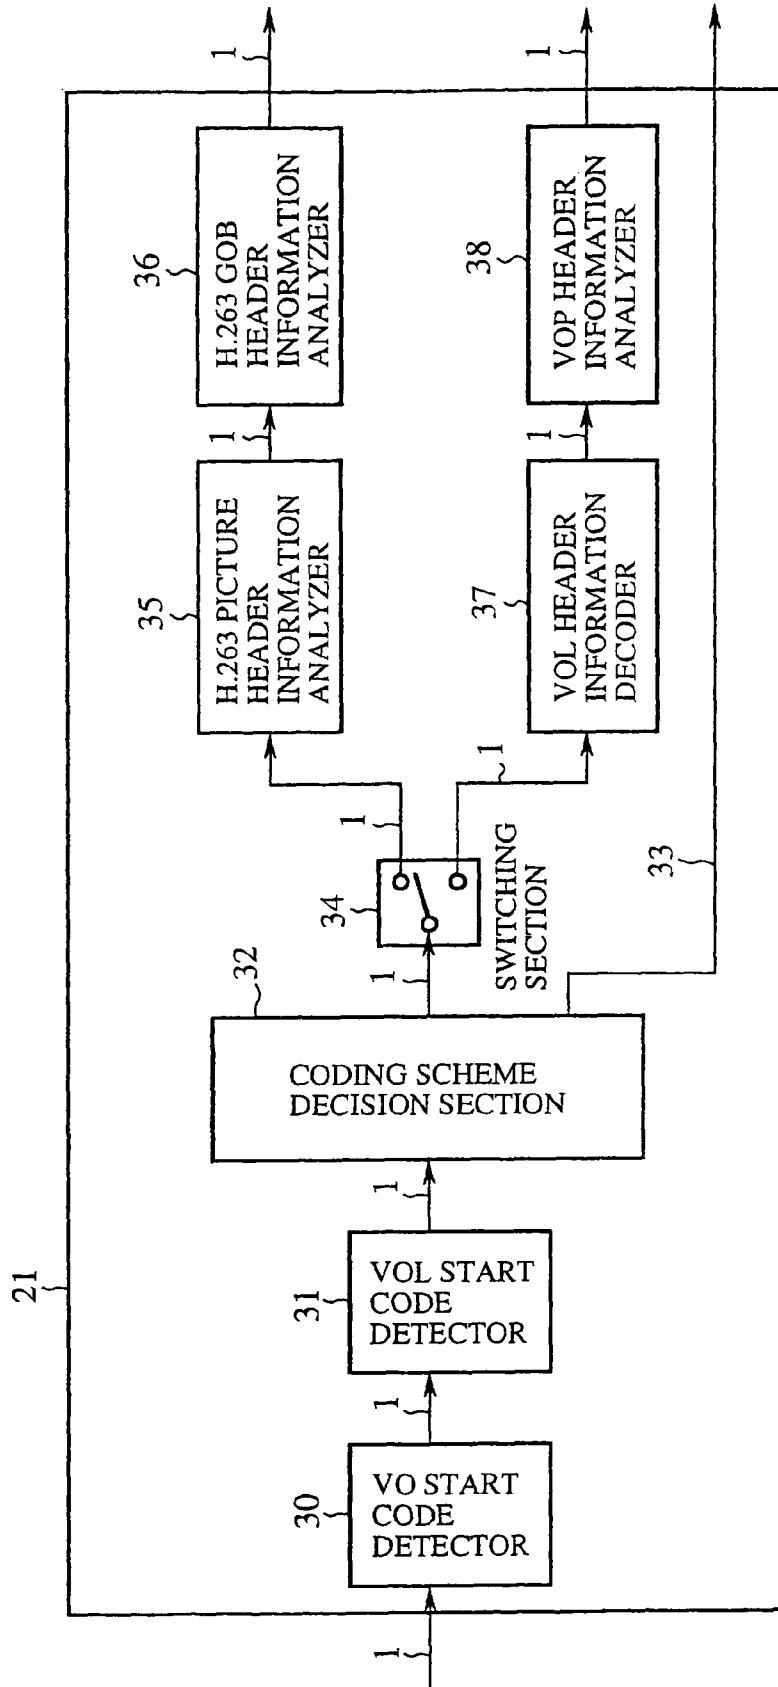 21
1
30
VO START
CODE
DETECTOR
1
31
VOL START
CODE
DETECTOR
1
32
CODING SCHEME
DECISION SECTION
1
34
SWITCHING
SECTION
33
1
35
H.263 PICTURE
HEADER
INFORMATION
ANALYZER
1
36
H.263 GOB
HEADER
INFORMATION
ANALYZER
1
1
37
VOL HEADER
INFORMATION
DECODER
1
38
VOP HEADER
INFORMATION
ANALYZER
1